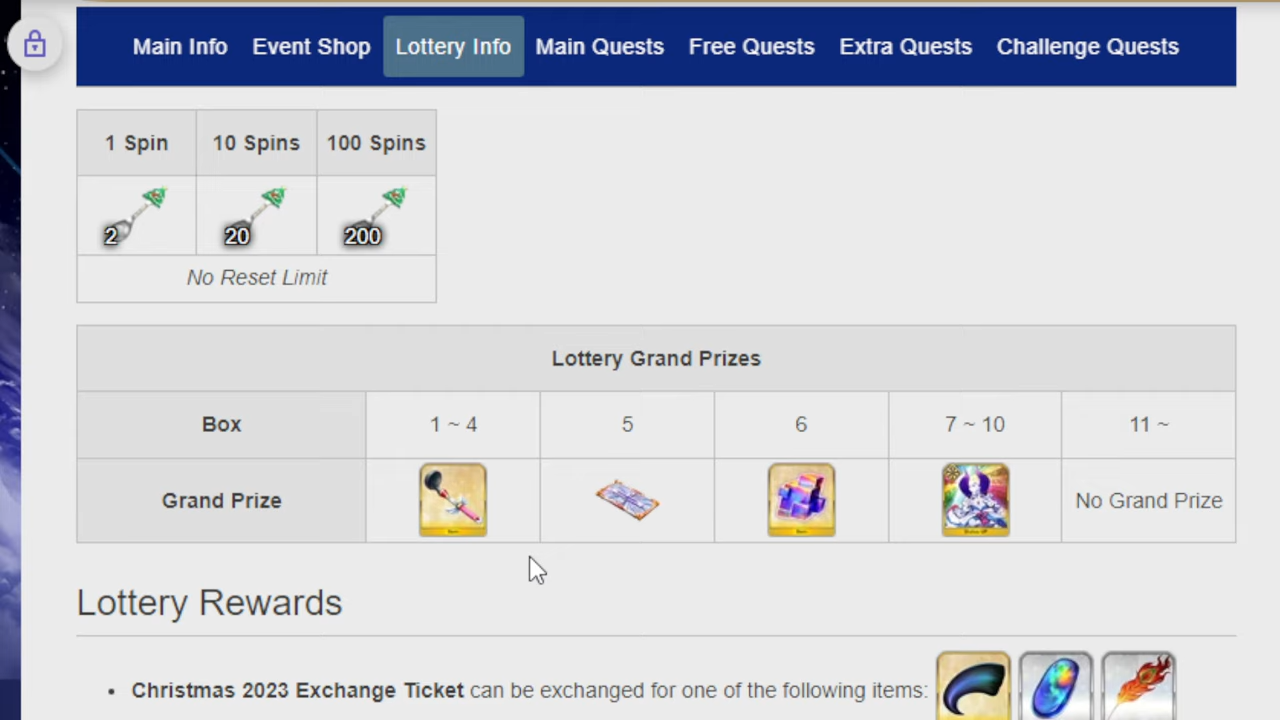 Main Info Event Shop Lottery Info Main Quests Free Quests Extra Quests Challenge Quests
1 Spin 10 Spins 100 Spins
2 20 200
No Reset Limit
Lottery Grand Prizes
Box 1 ~ 4 5 6 7 ~ 10 11 ~
Grand Prize No Grand Prize
Lottery Rewards
• Christmas 2023 Exchange Ticket can be exchanged for one of the following items: